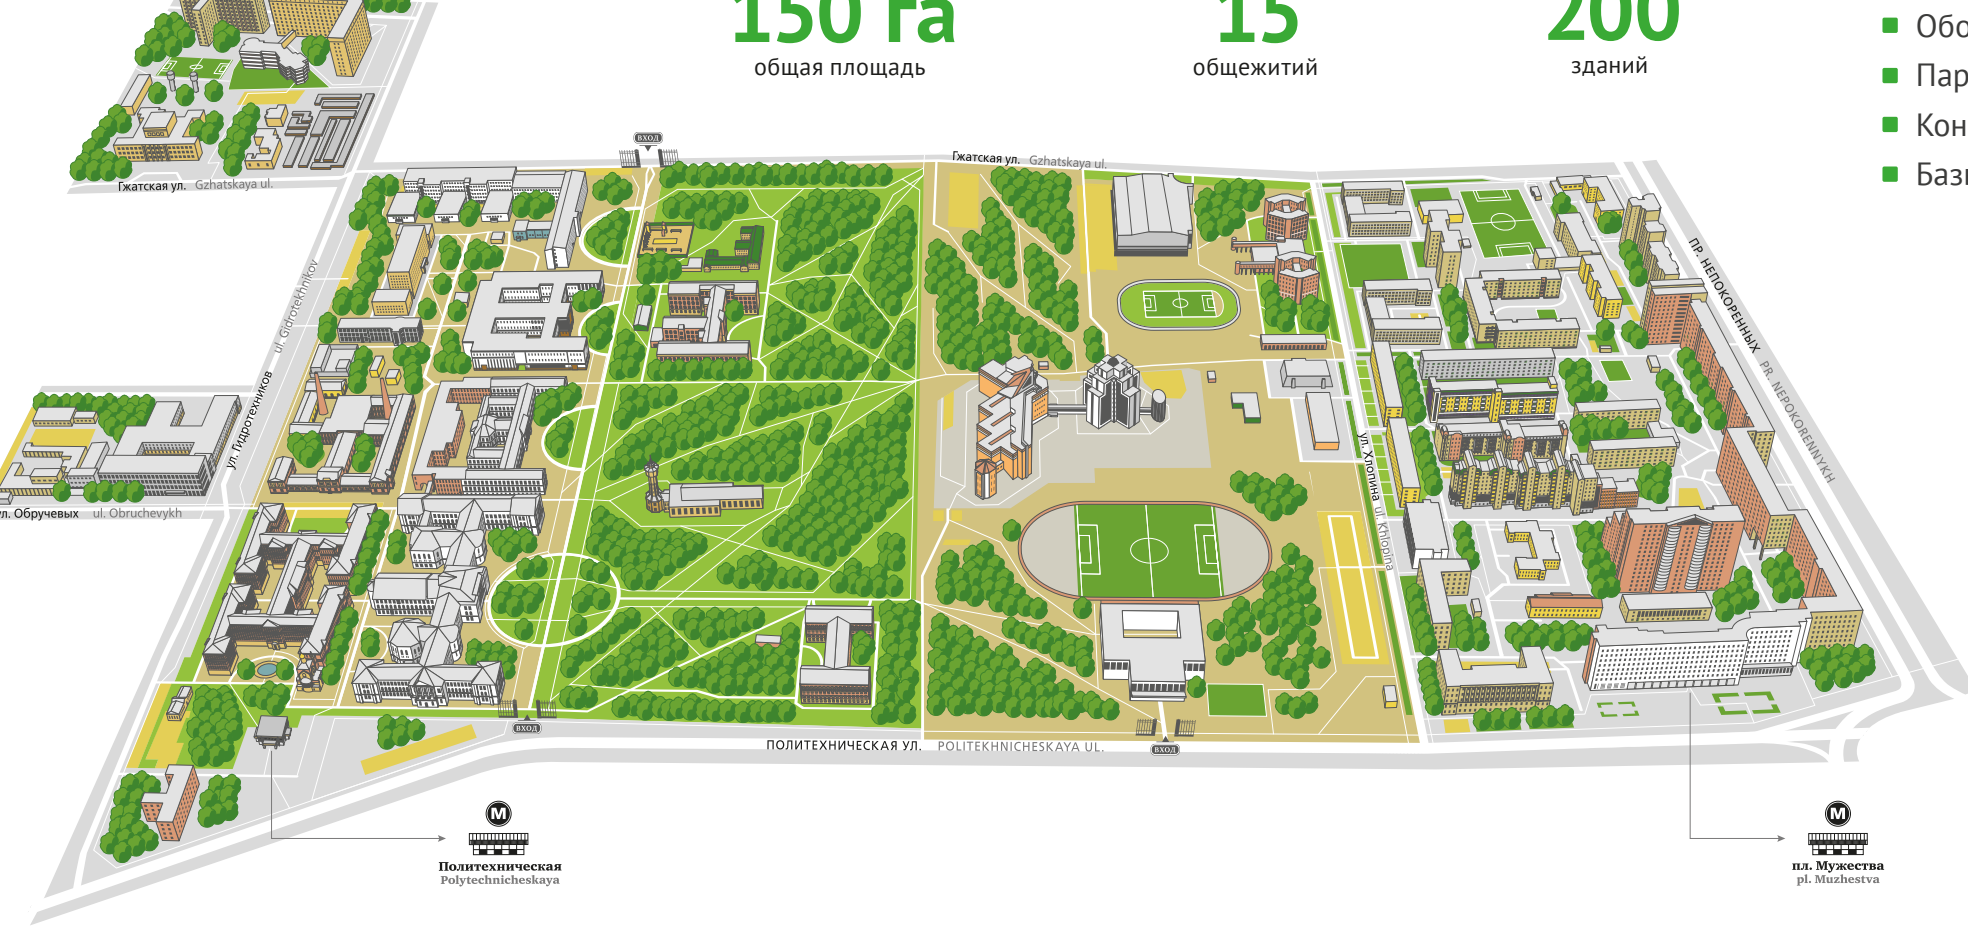 150 га
общая площадь
15
общежитий
200
зданий
Обо
Пар
Кон
Бази
ВХОД
Гжатская ул. Gzhatskaya ul.
Гжатская ул. Gzhatskaya ul.
ул. Гидротехников ul. Gidrotekhnikov
ПР. НЕПОКОРЕННЫХ PR. NEPOKORENNYKH
ул. Хлопина ul. Khlopina
ул. Обручевых ul. Obruchevykh
ВХОД
ВХОД
ПОЛИТЕХНИЧЕСКАЯ УЛ. POLITEKHNICHESKAYA UL.
М
Политехническая
Polytechnicheskaya
М
пл. Мужества
pl. Muzhestva